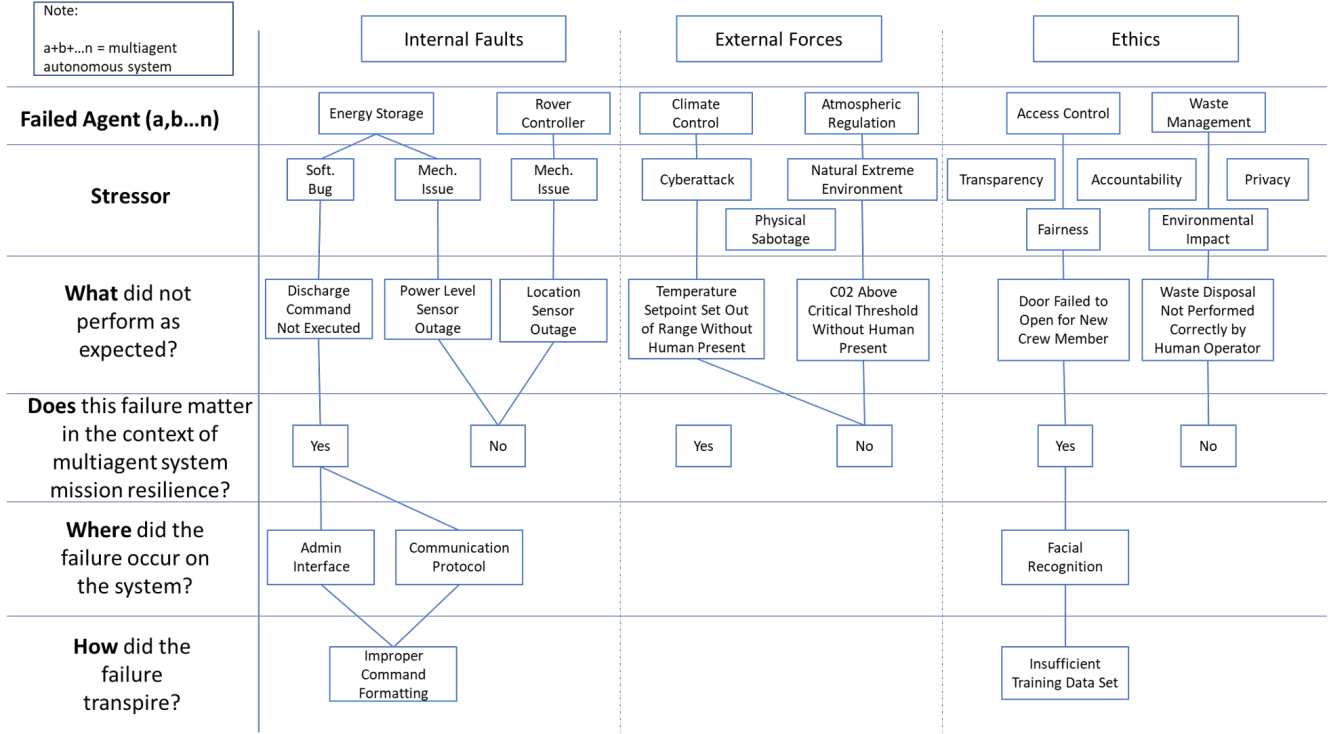 Note:
a+b+...n = multiagent
autonomous system
Internal Faults
External Forces
Ethics
Failed Agent (a,b...n)
Energy Storage
Rover
Controller
Climate
Control
Atmospheric
Regulation
Access Control
Waste
Management
Stressor
Soft.
Bug
Mech.
Issue
Mech.
Issue
Cyberattack
Natural Extreme
Environment
Physical
Sabotage
Transparency
Accountability
Privacy
Fairness
Environmental
Impact
What did not
perform as
expected?
Discharge
Command
Not Executed
Power Level
Sensor
Outage
Location
Sensor
Outage
Temperature
Setpoint Set Out
of Range Without
Human Present
C02 Above
Critical Threshold
Without Human
Present
Door Failed to
Open for New
Crew Member
Waste Disposal
Not Performed
Correctly by
Human Operator
Does this failure matter
in the context of
multiagent system
mission resilience?
Yes
No
Yes
No
Yes
No
Where did the
failure occur on
the system?
Admin
Interface
Communication
Protocol
Facial
Recognition
How did the
failure
transpire?
Improper
Command
Formatting
Insufficient
Training Data Set